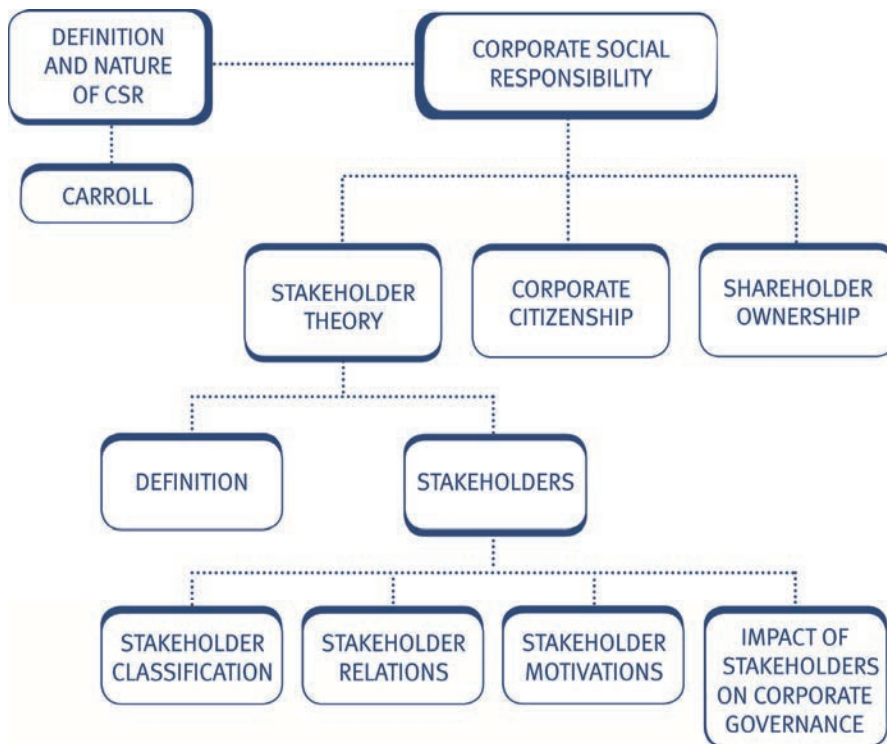 DEFINITION
AND NATURE
OF CSR
CORPORATE SOCIAL
RESPONSIBILITY
CARROLL
STAKEHOLDER
THEORY
CORPORATE
CITIZENSHIP
SHAREHOLDER
OWNERSHIP
DEFINITION
STAKEHOLDERS
STAKEHOLDER
CLASSIFICATION
STAKEHOLDER
RELATIONS
STAKEHOLDER
MOTIVATIONS
IMPACT OF
STAKEHOLDERS
ON CORPORATE
GOVERNANCE